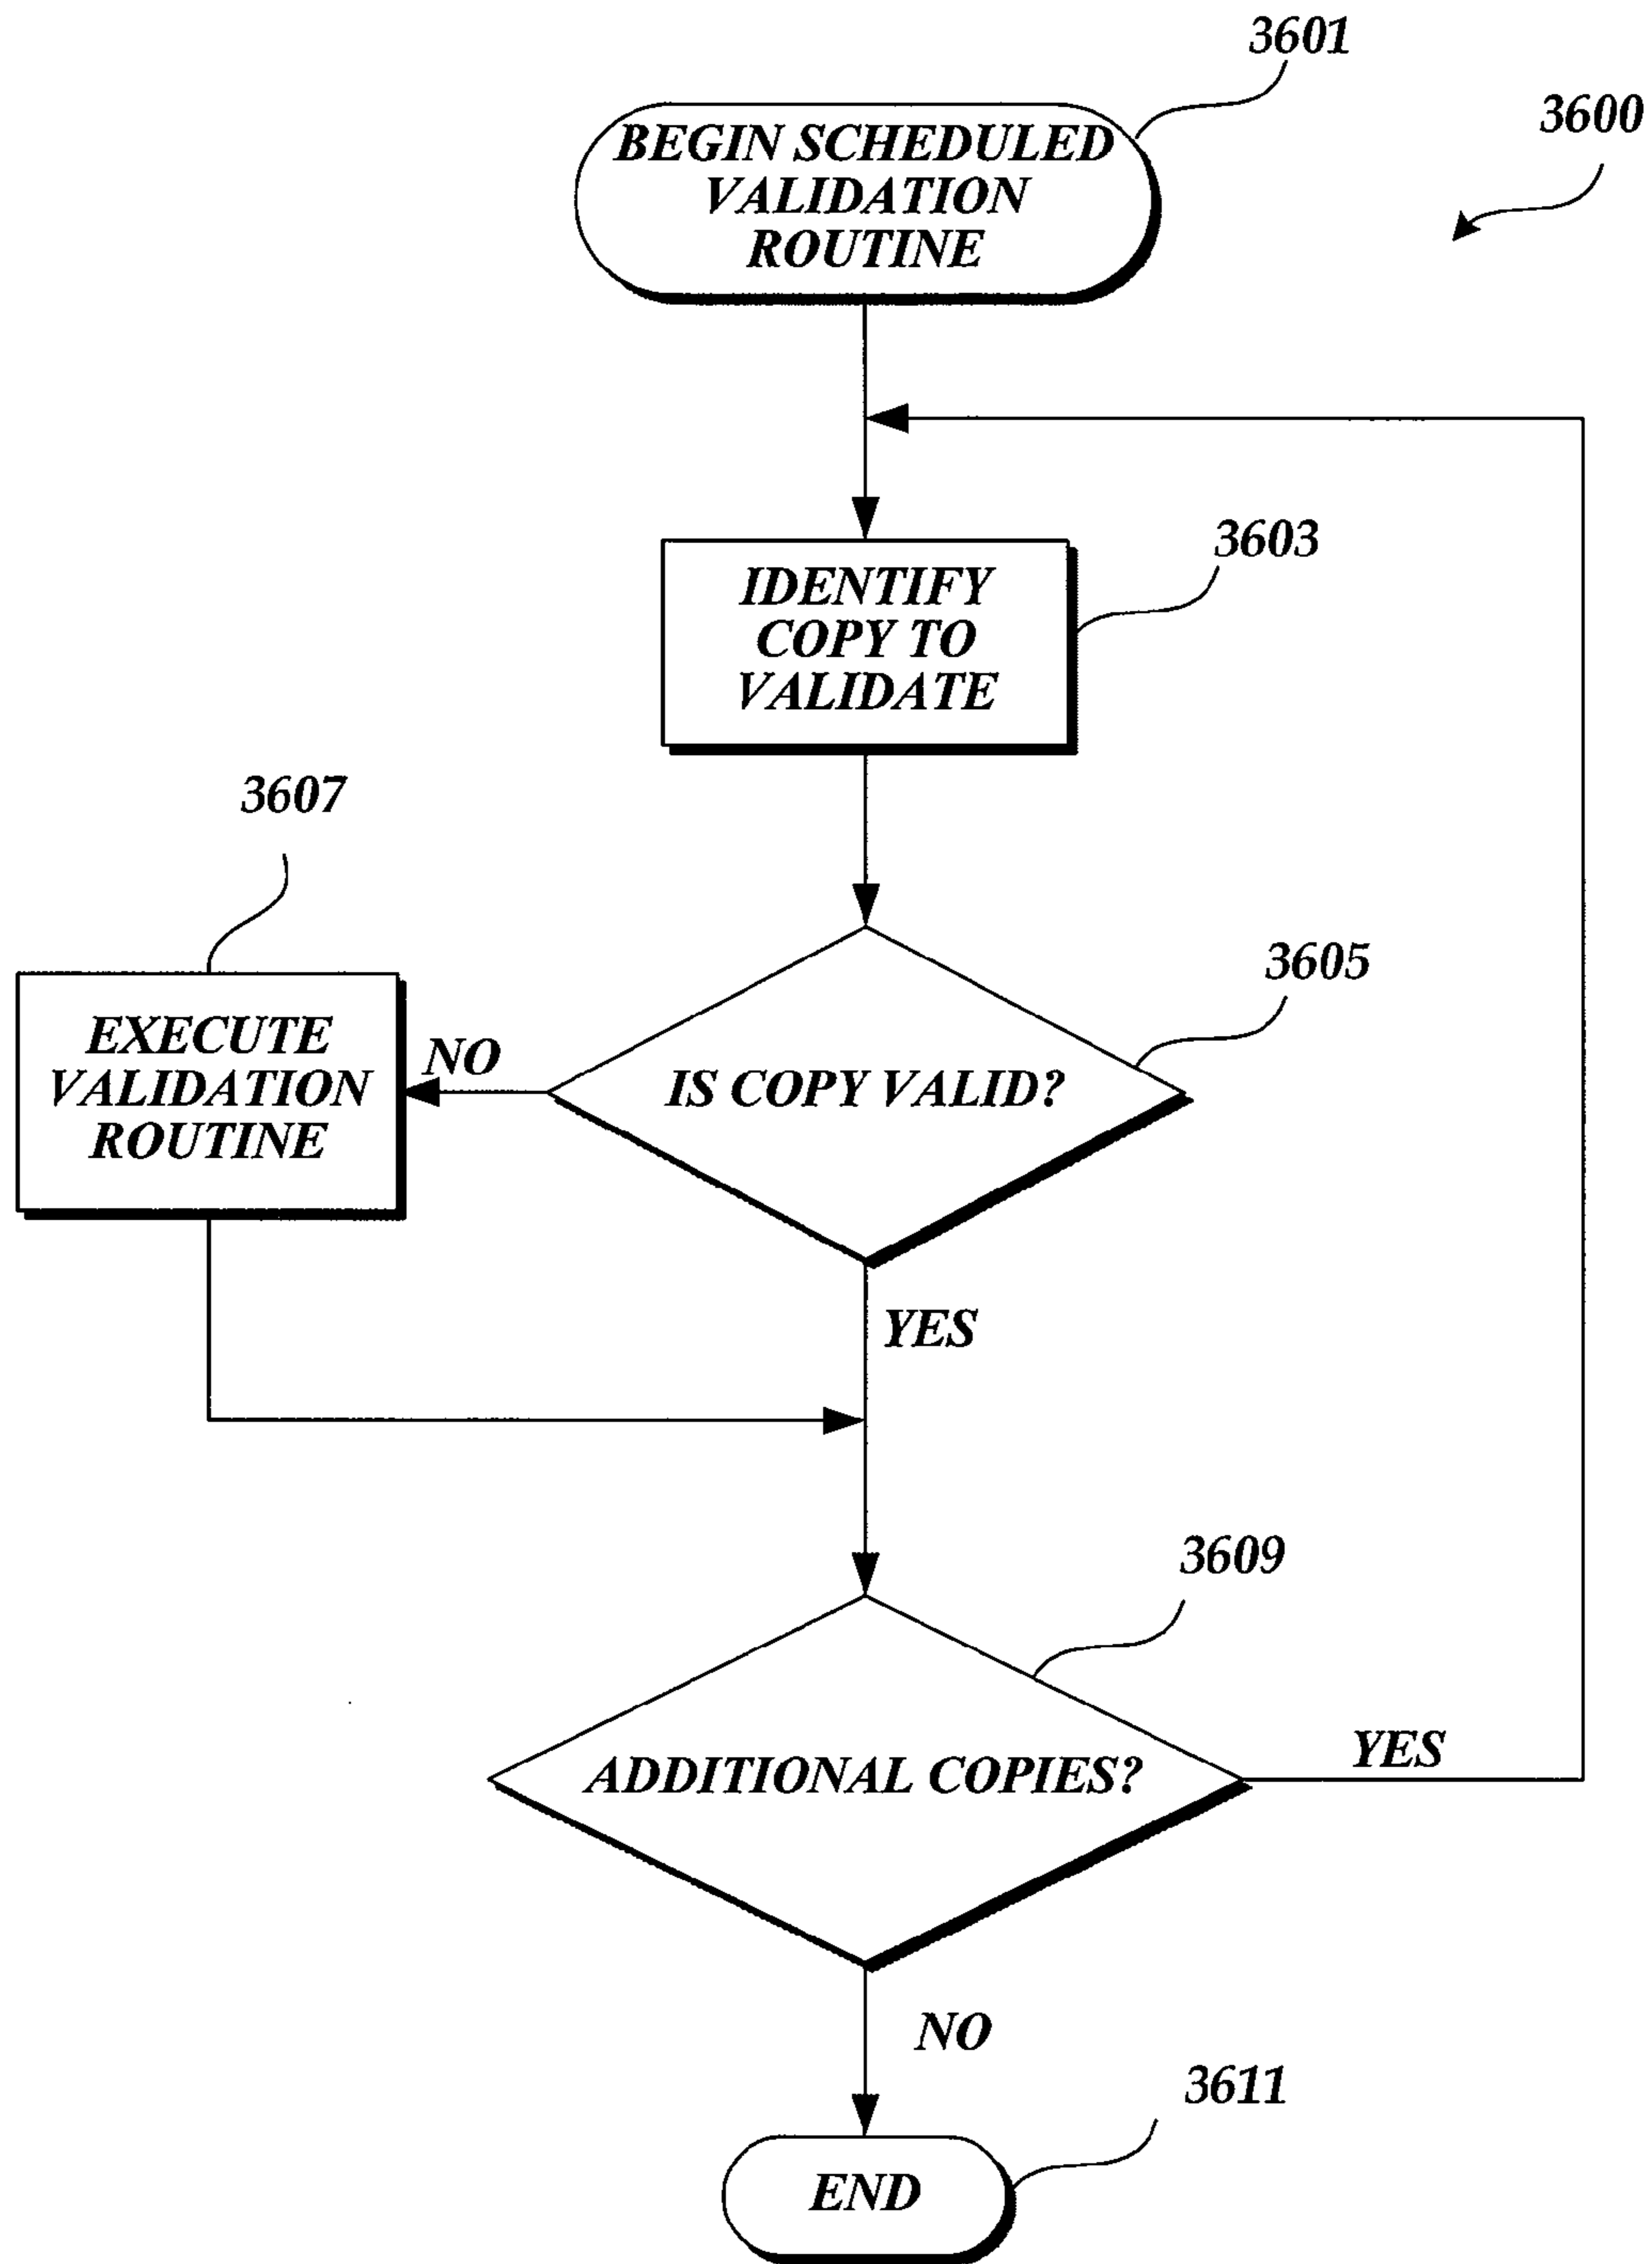 3601
3600
BEGIN SCHEDULED
VALIDATION
ROUTINE
3603
IDENTIFY
COPY TO
VALIDATE
3607
3605
EXECUTE
VALIDATION
ROUTINE
NO
IS COPY VALID?
YES
3609
ADDITIONAL COPIES?
YES
NO
3611
END